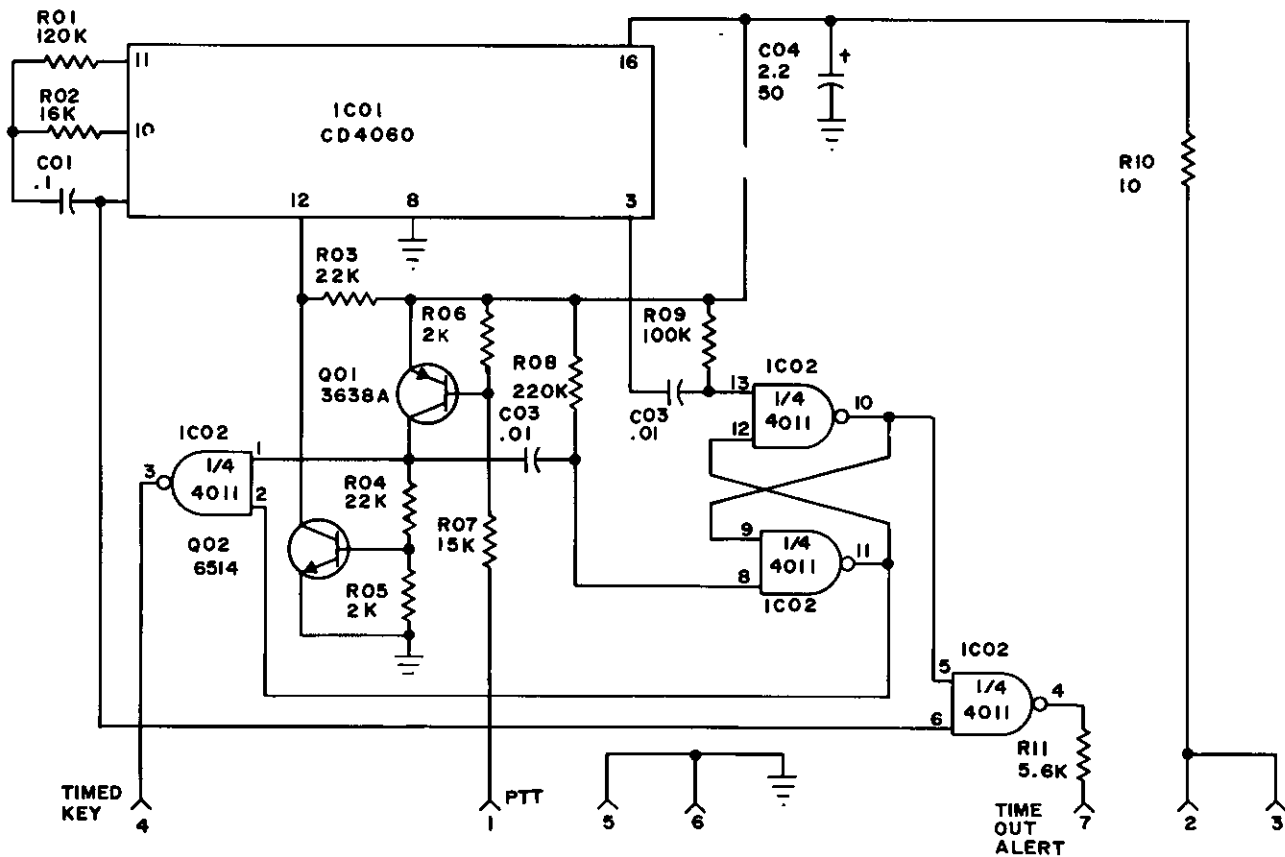 R01
120K
11
R02
16K
10
C01
.1
IC01
CD4060
16
12
8
3
C04
2.2
50
+
R10
10
R03
22K
R06
2K
R08
220K
R09
100K
Q01
3638A
C03
.01
C03
.01
IC02
13
1/4
4011
12
10
IC02
1
1/4
4011
2
3
R04
22K
R07
15K
Q02
6514
R05
2K
9
1/4
4011
8
11
IC02
IC02
5
1/4
4011
6
4
R11
5.6K
TIMED
KEY
4
PTT
1
5
6
TIME
OUT
ALERT
7
2
3